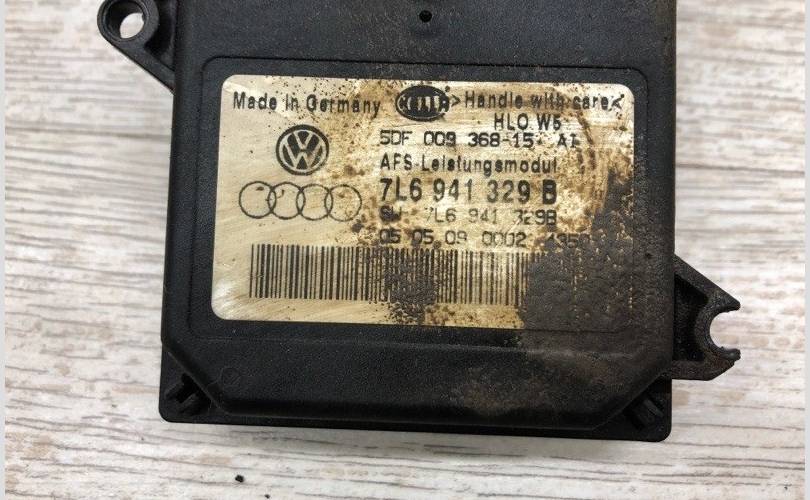 Made in Germany HELLA >Handle with care<
HLO W5
5DF 009 368-15 A1
AFS-Leistungsmodul
7L6 941 329 B
SW: 7L6 941 329B
05 05 09 0002